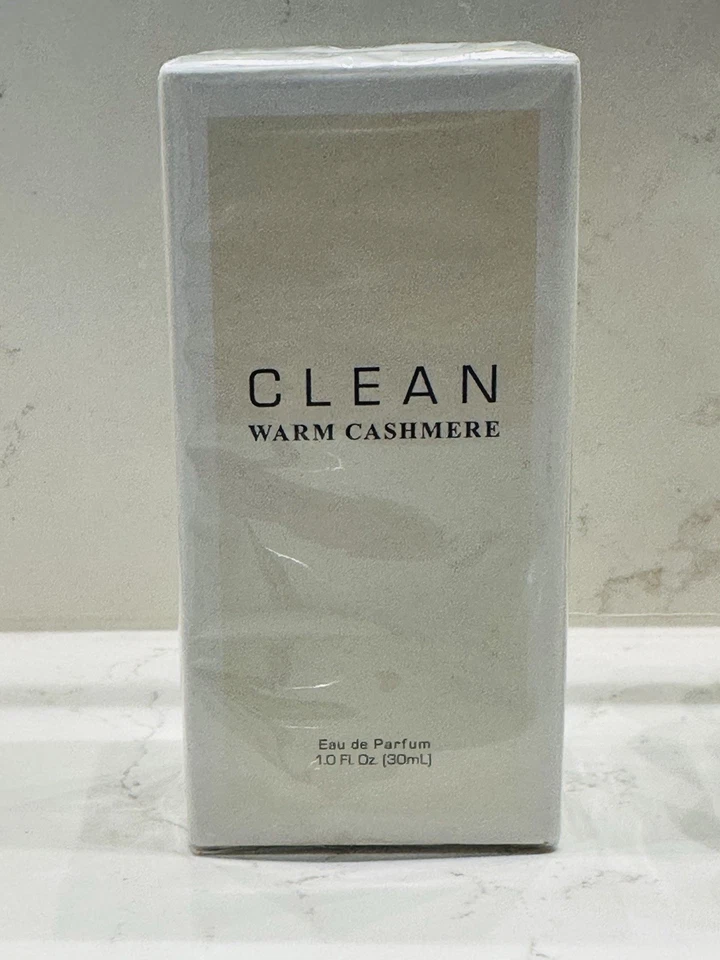 CLEAN
WARM CASHMERE
Eau de Parfum
1.0 Fl. Oz. (30mL)